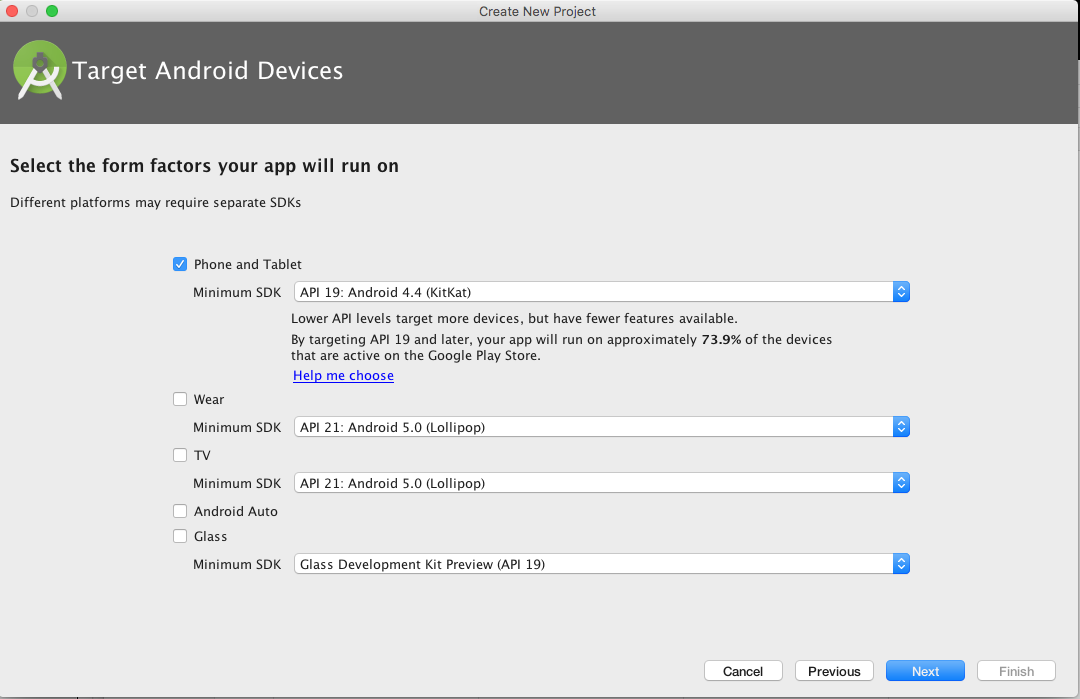 Create New Project
Target Android Devices
Select the form factors your app will run on
Different platforms may require separate SDKs
Phone and Tablet
Minimum SDK API 19: Android 4.4 (KitKat)
Lower API levels target more devices, but have fewer features available.
By targeting API 19 and later, your app will run on approximately 73.9% of the devices
that are active on the Google Play Store.
Help me choose
Wear
Minimum SDK API 21: Android 5.0 (Lollipop)
TV
Minimum SDK API 21: Android 5.0 (Lollipop)
Android Auto
Glass
Minimum SDK Glass Development Kit Preview (API 19)
Cancel Previous Next Finish